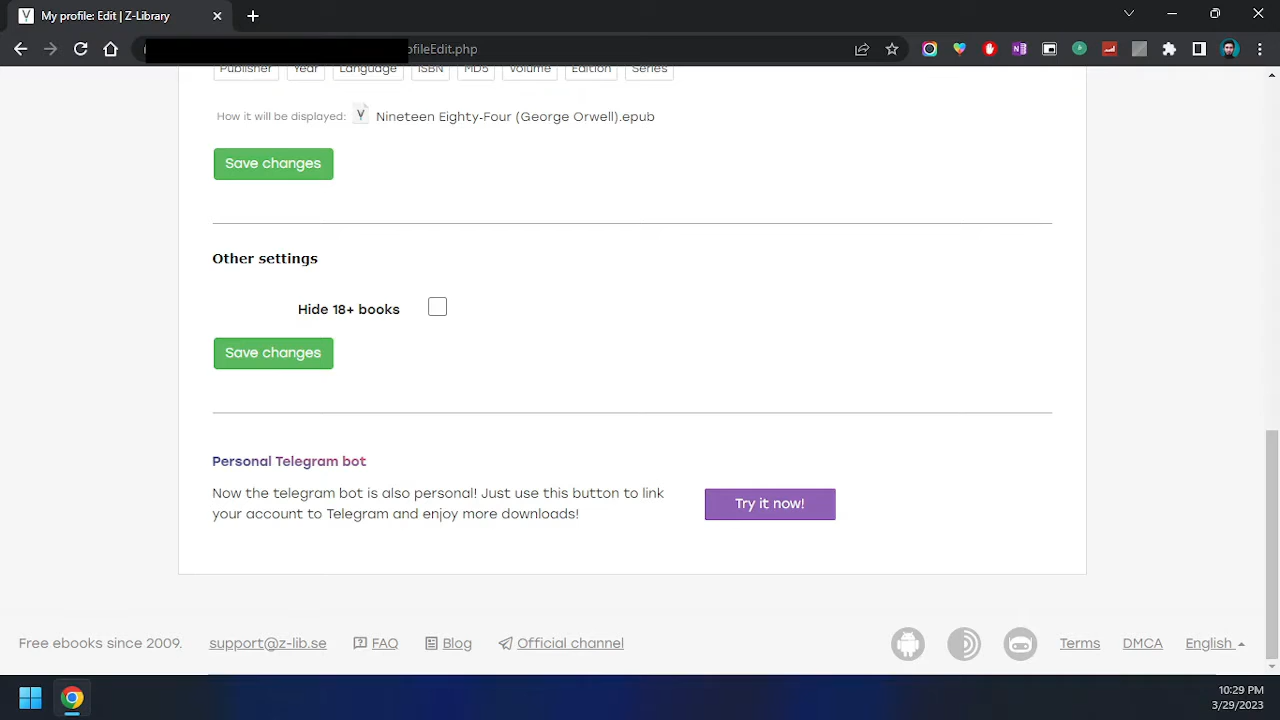 My profile Edit | Z-Library
ofileEdit.php
Publisher Year Language ISBN MD5 Volume Edition Series
How it will be displayed: Nineteen Eighty-Four (George Orwell).epub
Save changes
Other settings
Hide 18+ books
Save changes
Personal Telegram bot
Now the telegram bot is also personal! Just use this button to link
your account to Telegram and enjoy more downloads!
Try it now!
Free ebooks since 2009. support@z-lib.se FAQ Blog Official channel Terms DMCA English
10:29 PM
3/29/2023